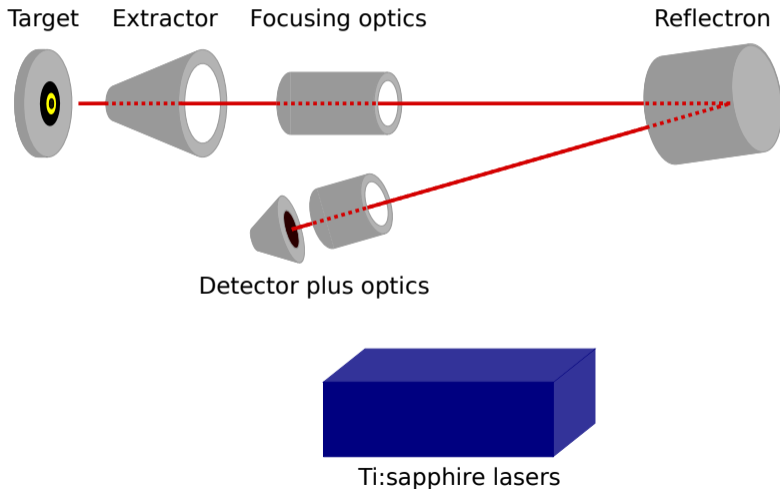 Target
Extractor
Focusing optics
Reflectron
Detector plus optics
Ti:sapphire lasers